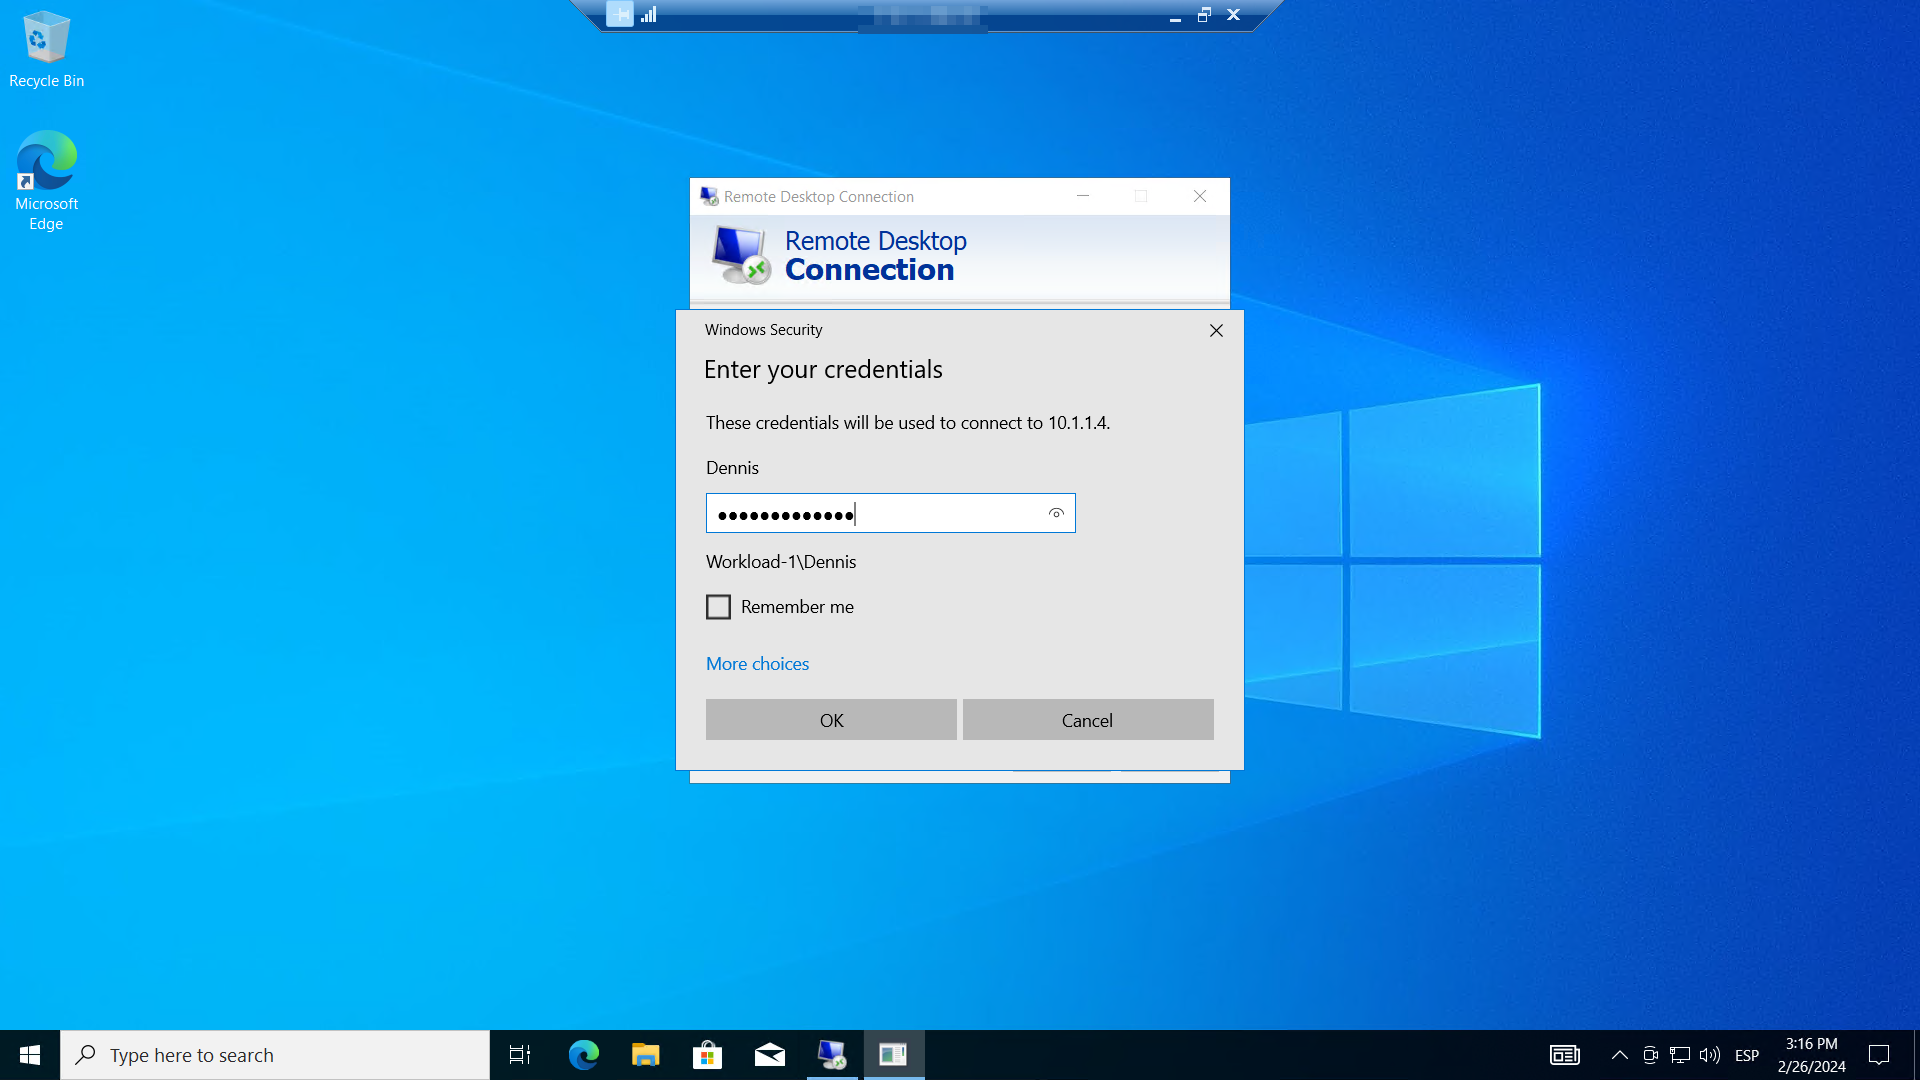 Recycle Bin
Microsoft
Edge
Remote Desktop Connection
Remote Desktop
Connection
Windows Security
Enter your credentials
These credentials will be used to connect to 10.1.1.4.
Dennis
●●●●●●●●●●●●●
Workload-1\Dennis
Remember me
More choices
OK
Cancel
Type here to search
ESP
3:16 PM
2/26/2024